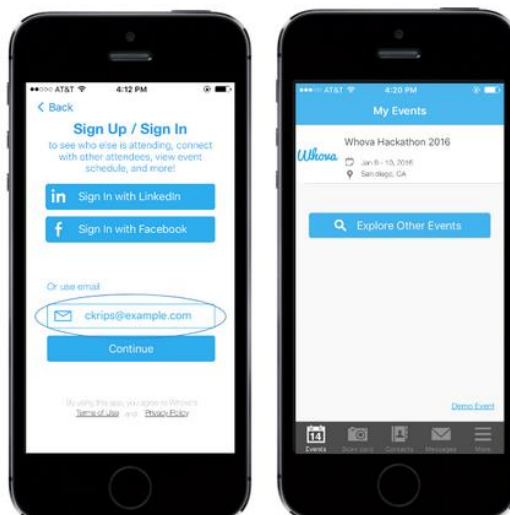 ●●○○○ AT&T 4:12 PM
< Back
Sign Up / Sign In
to see who else is attending, connect
with other attendees, view event
schedule, and more!
in Sign In with LinkedIn
f Sign In with Facebook
Or use email
ckrips@example.com
Continue
By using this app, you agree to Whova's
Terms of Use and Privacy Policy
●●●○○ AT&T 4:20 PM
My Events
Whova
Whova Hackathon 2016
Jan 8 - 10, 2016
San diego, CA
Explore Other Events
Demo Event
14
Events Scan card Contacts Messages More